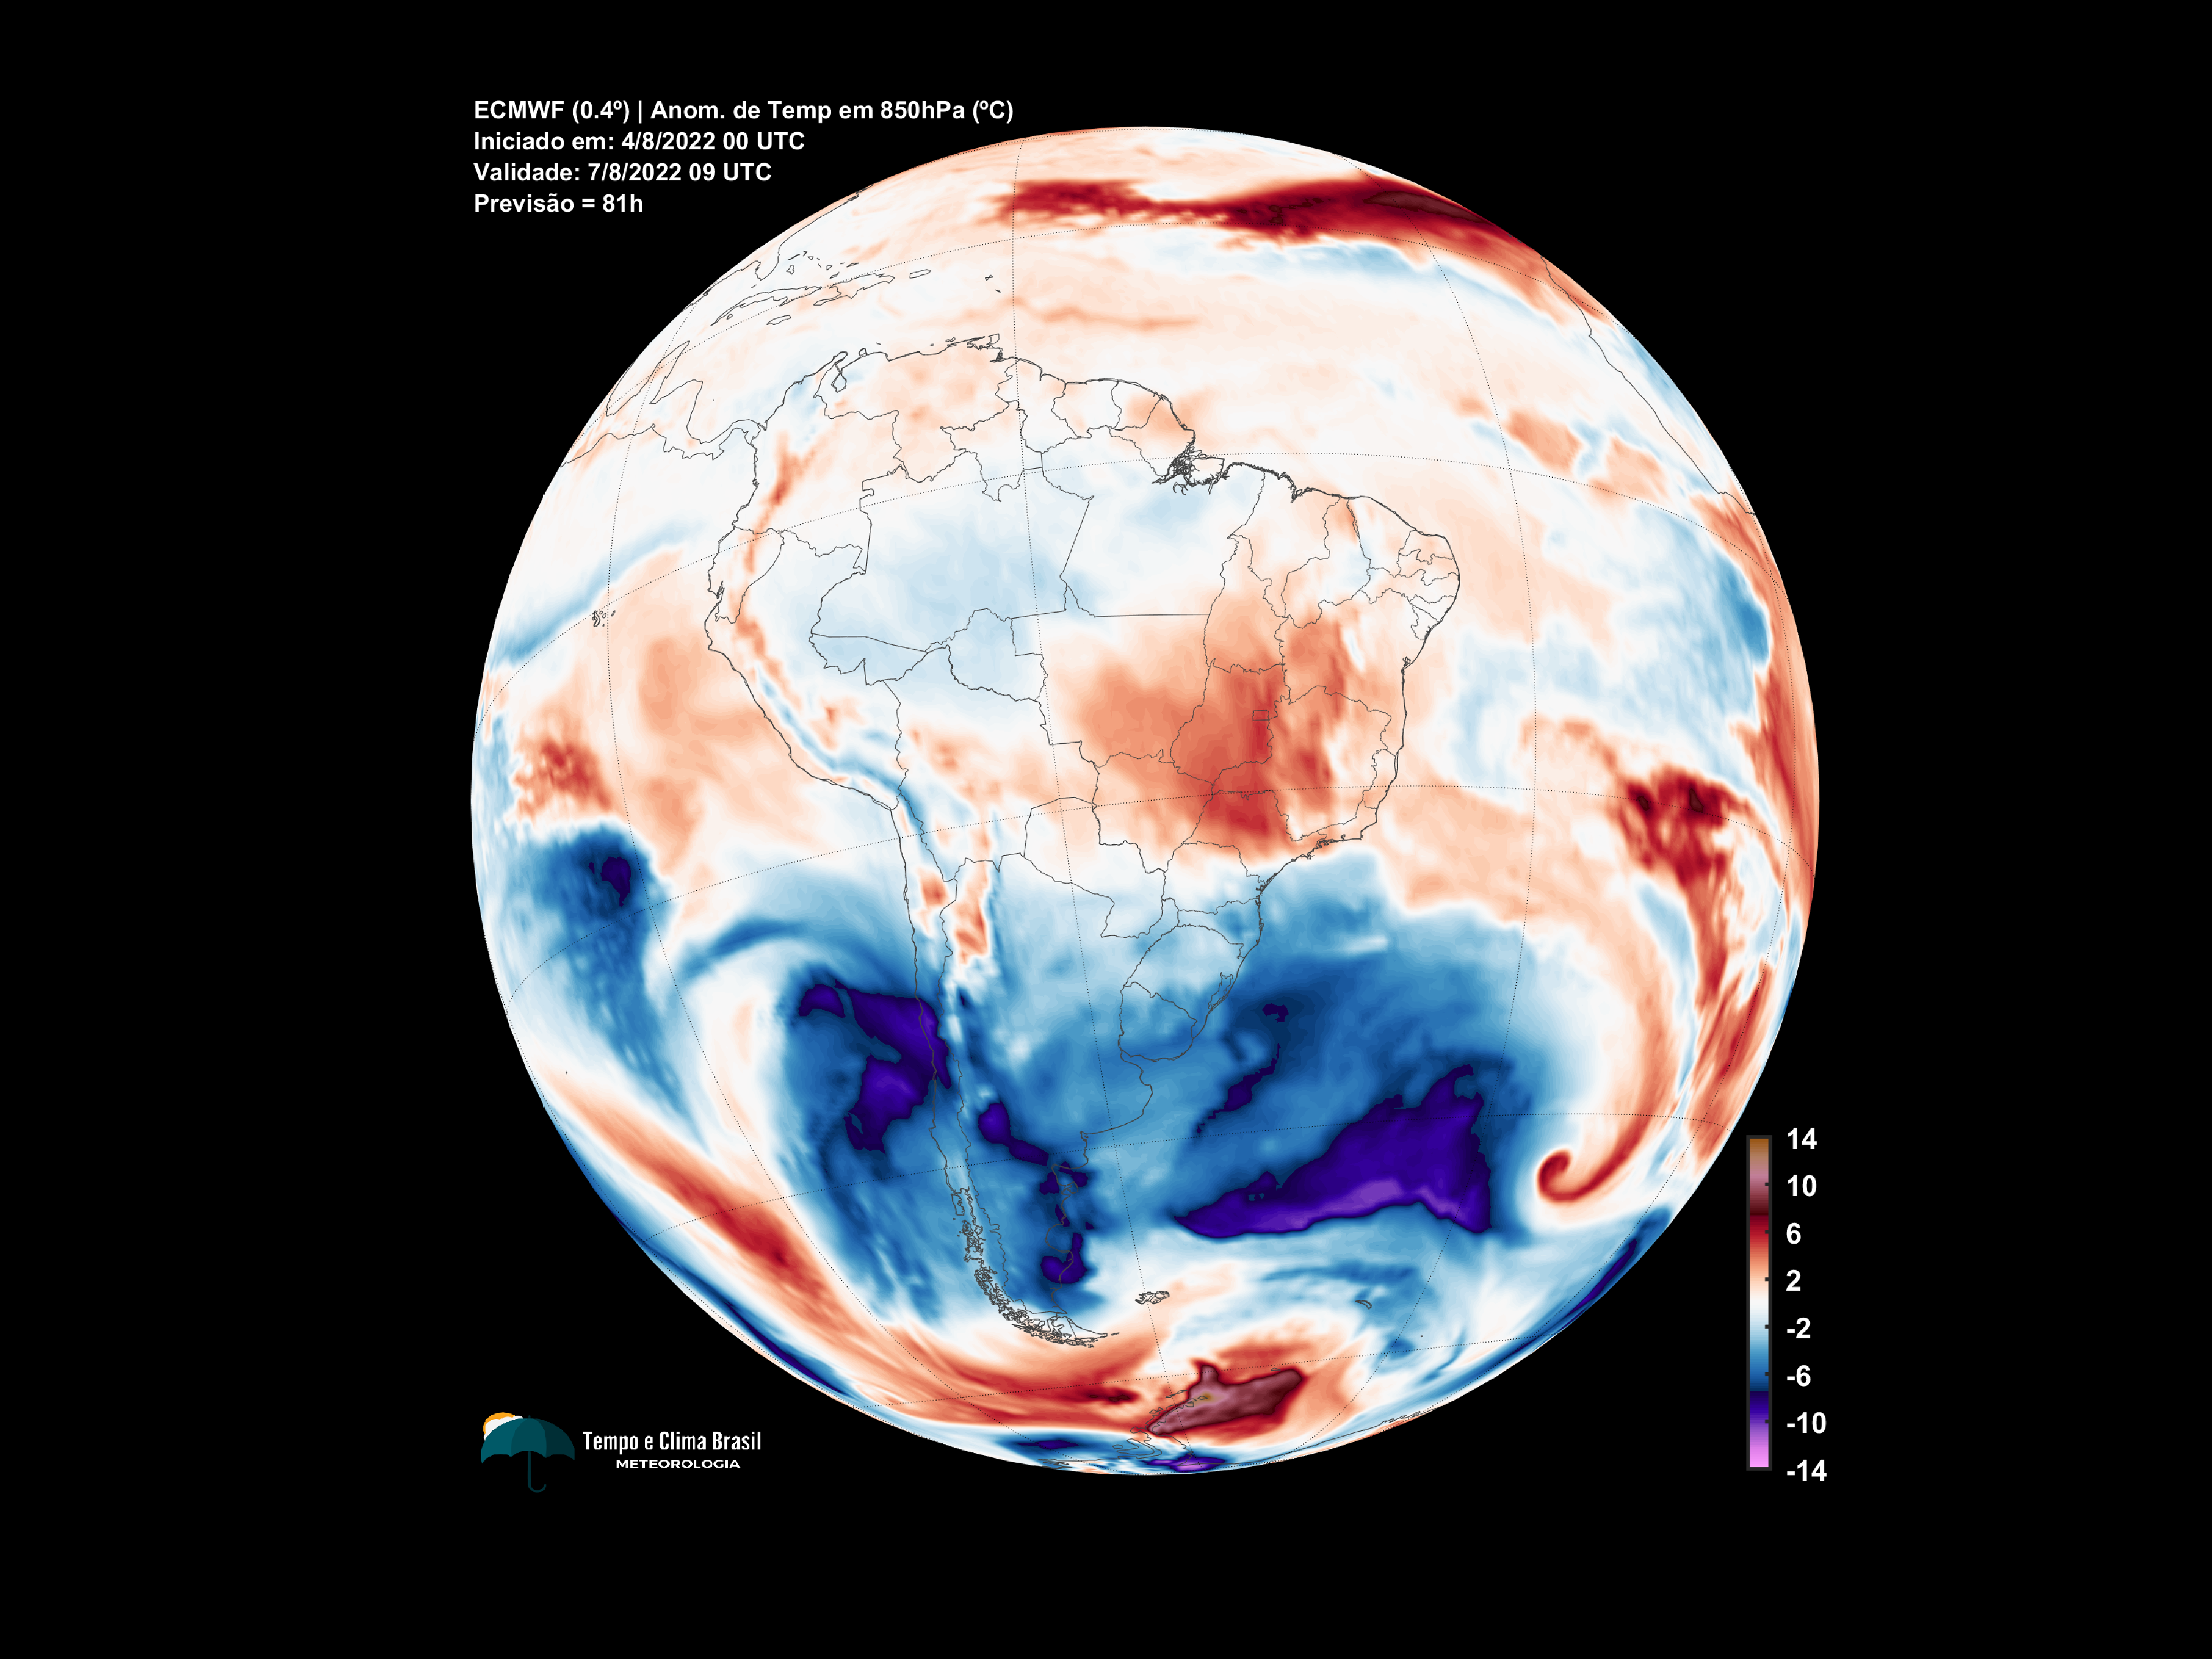 ECMWF (0.4º) | Anom. de Temp em 850hPa (ºC)
Iniciado em: 4/8/2022 00 UTC
Validade: 7/8/2022 09 UTC
Previsão = 81h
14
10
6
2
-2
-6
-10
-14
Tempo e Clima Brasil
METEOROLOGIA